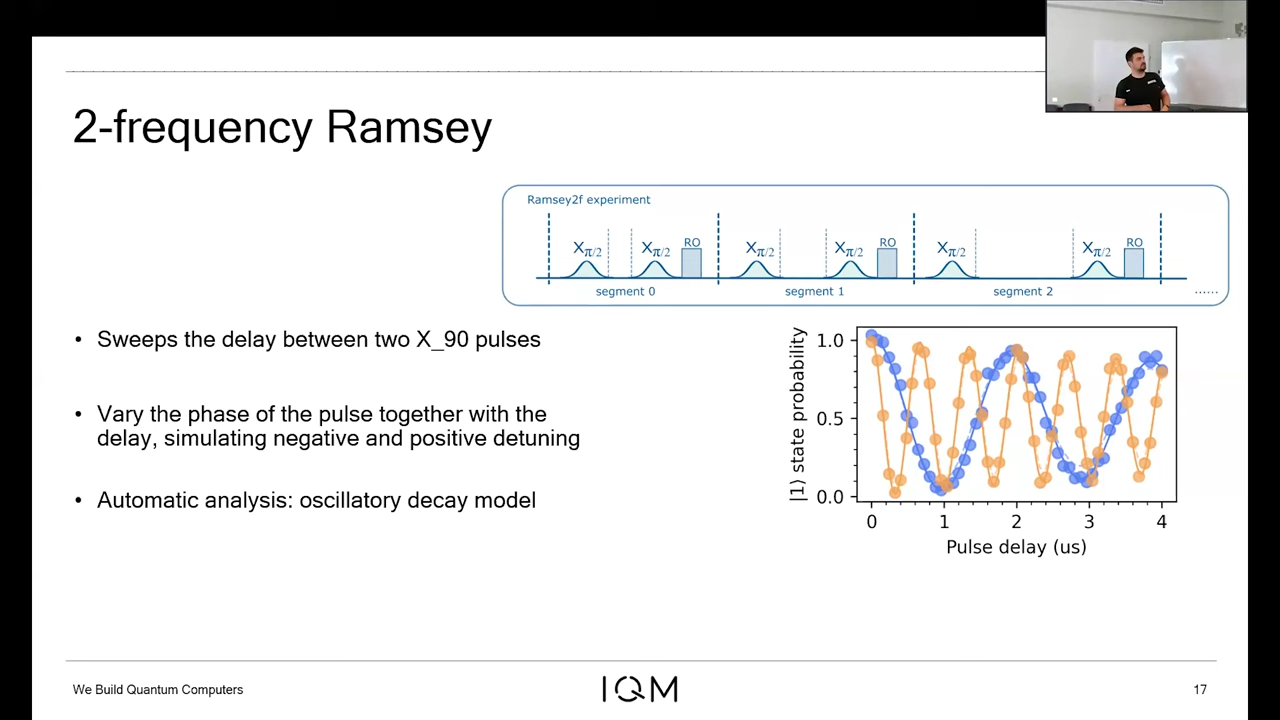 2-frequency Ramsey
Ramsey2f experiment
Xπ/2 Xπ/2 RO Xπ/2 Xπ/2 RO Xπ/2 Xπ/2 RO
segment 0 segment 1 segment 2 ......
• Sweeps the delay between two X_90 pulses
• Vary the phase of the pulse together with the
delay, simulating negative and positive detuning
• Automatic analysis: oscillatory decay model
|1⟩ state probability
1.0
0.5
0.0
0 1 2 3 4
Pulse delay (us)
We Build Quantum Computers
IQM
17